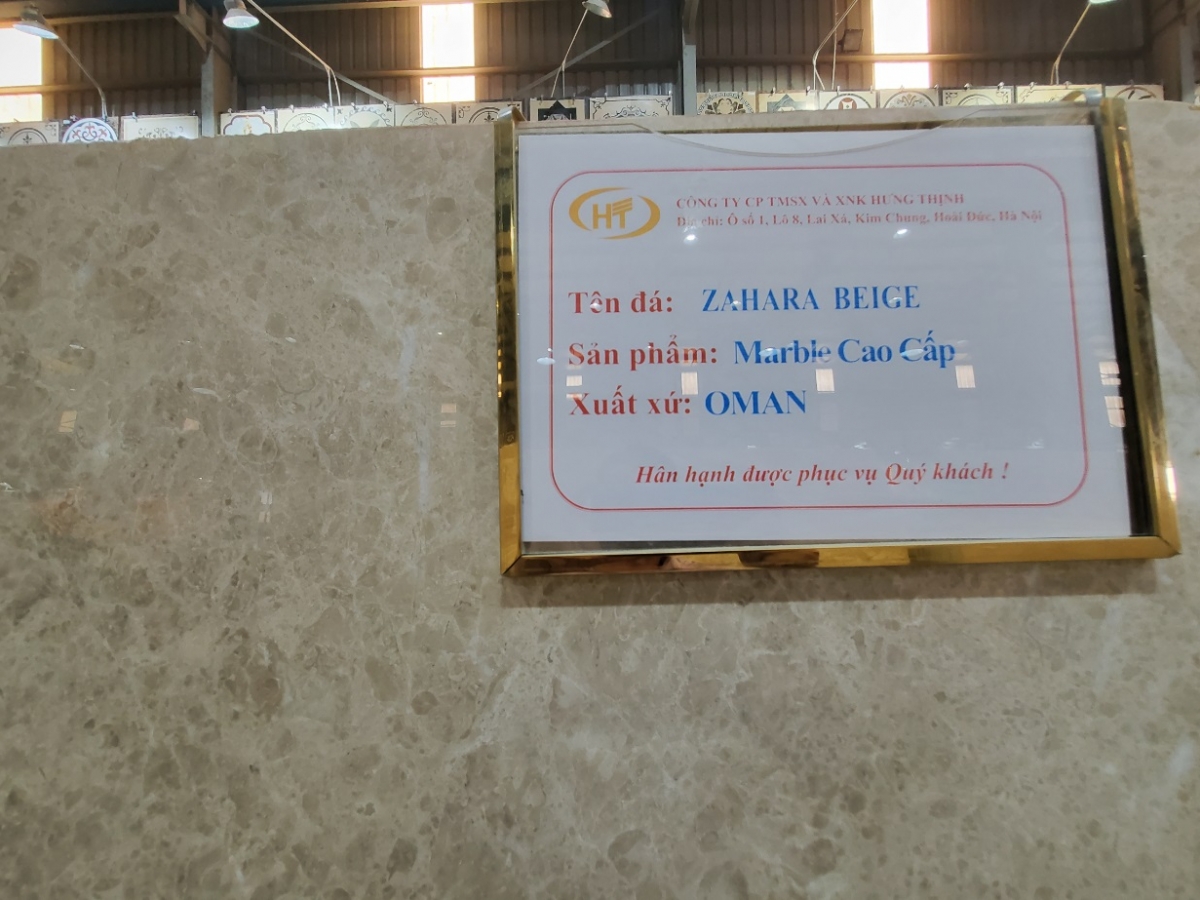 HT
CÔNG TY CP TMSX VÀ XNK HƯNG THỊNH
Địa chỉ: Ô số 1, Lô 8, Lai Xá, Kim Chung, Hoài Đức, Hà Nội
Tên đá: ZAHARA BEIGE
Sản phẩm: Marble Cao Cấp
Xuất xứ: OMAN
Hân hạnh được phục vụ Quý khách !